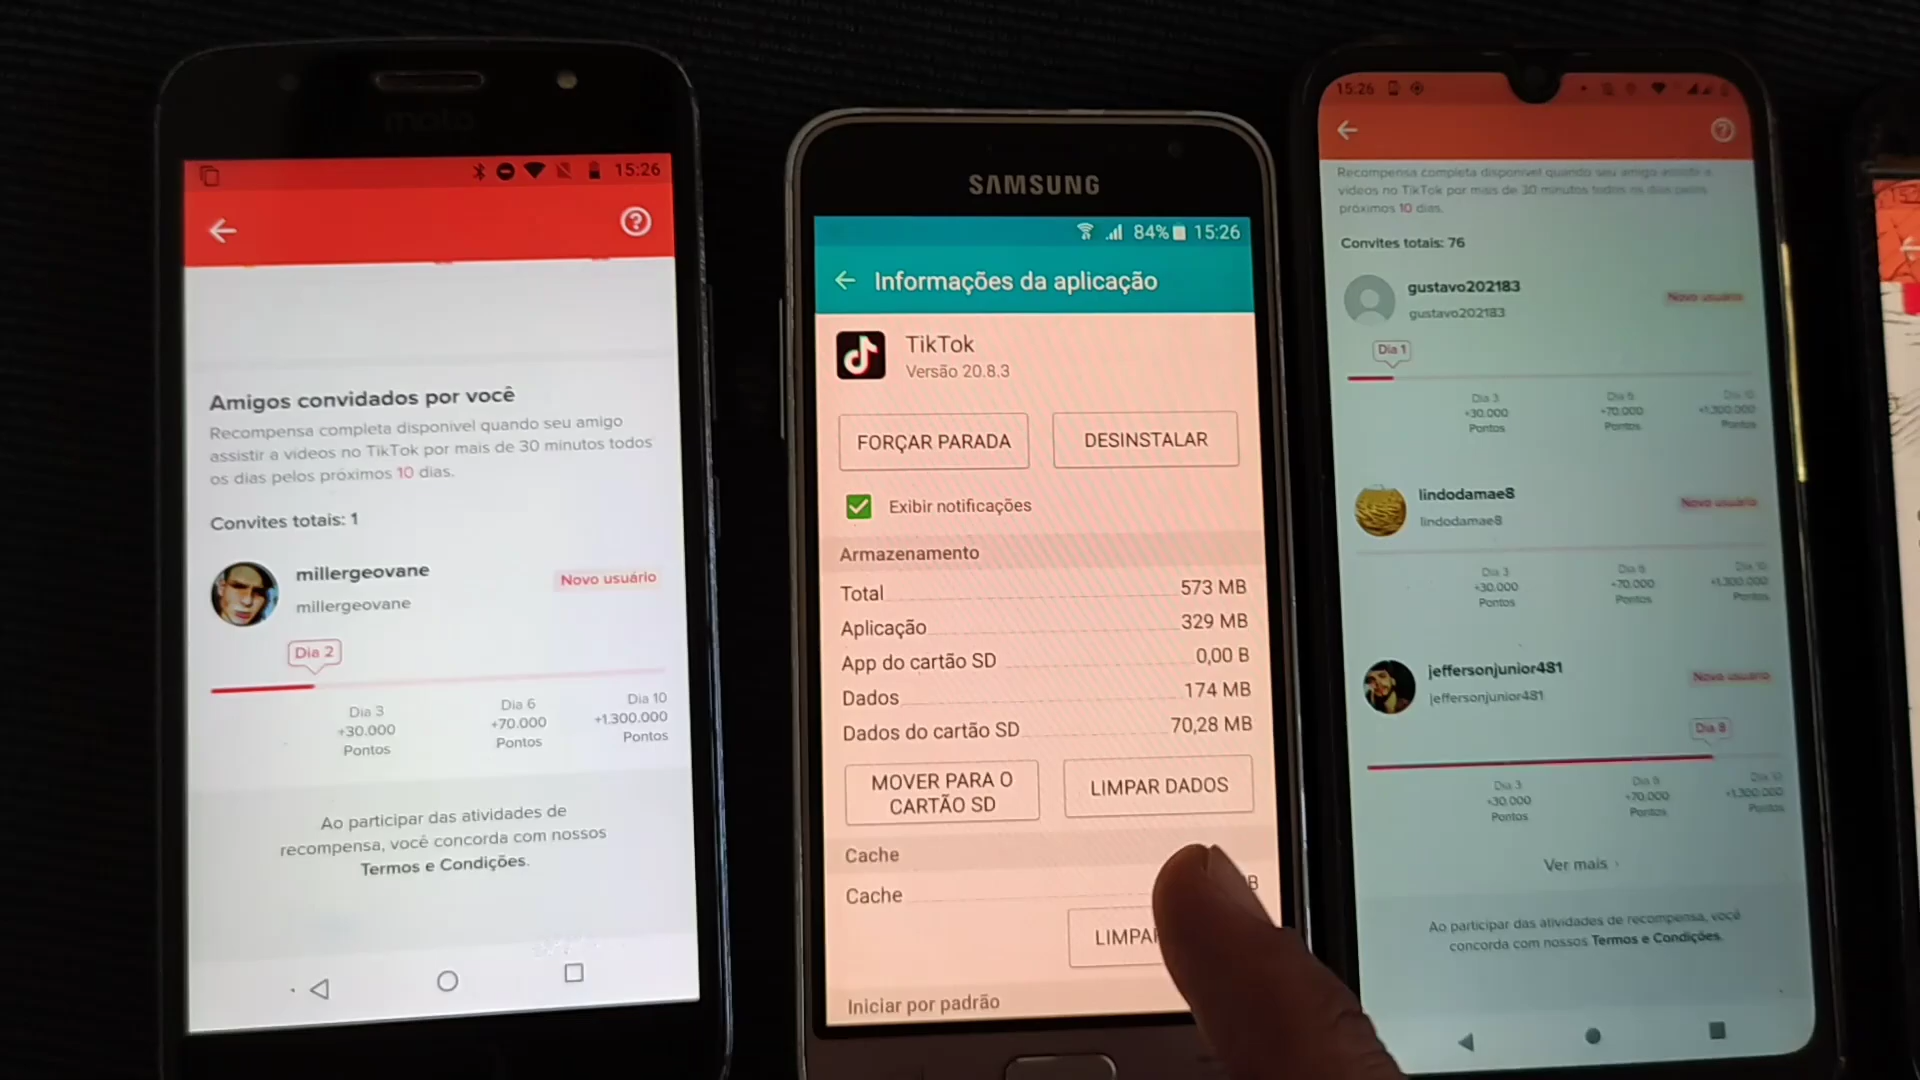 moto
15:26
Amigos convidados por você
Recompensa completa disponível quando seu amigo
assistir a vídeos no TikTok por mais de 30 minutos todos
os dias pelos próximos 10 dias.
Convites totais: 1
millergeovane
millergeovane
Novo usuário
Dia 2
Dia 3
+30.000
Pontos
Dia 6
+70.000
Pontos
Dia 10
+1.300.000
Pontos
Ao participar das atividades de
recompensa, você concorda com nossos
Termos e Condições.
SAMSUNG
84% 15:26
Informações da aplicação
TikTok
Versão 20.8.3
FORÇAR PARADA
DESINSTALAR
Exibir notificações
Armazenamento
Total 573 MB
Aplicação 329 MB
App do cartão SD 0,00 B
Dados 174 MB
Dados do cartão SD 70,28 MB
MOVER PARA O
CARTÃO SD
LIMPAR DADOS
Cache
Cache
LIMPAR
Iniciar por padrão
15:26
Recompensa completa disponível quando seu amigo assistir a
vídeos no TikTok por mais de 30 minutos todos os dias pelos
próximos 10 dias.
Convites totais: 76
gustavo202183
gustavo202183
Novo usuário
Dia 1
Dia 3
+30.000
Pontos
+70.000
Pontos
Dia 10
+1.300.000
Pontos
lindodamae8
lindodamae8
Novo usuário
Dia 3
+30.000
Pontos
+70.000
Pontos
Dia 10
+1.300.000
Pontos
jeffersonjunior481
jeffersonjunior481
Novo usuário
Dia 8
Dia 3
+30.000
Pontos
+70.000
Pontos
Dia 10
+1.300.000
Pontos
Ver mais
Ao participar das atividades de recompensa, você
concorda com nossos Termos e Condições.